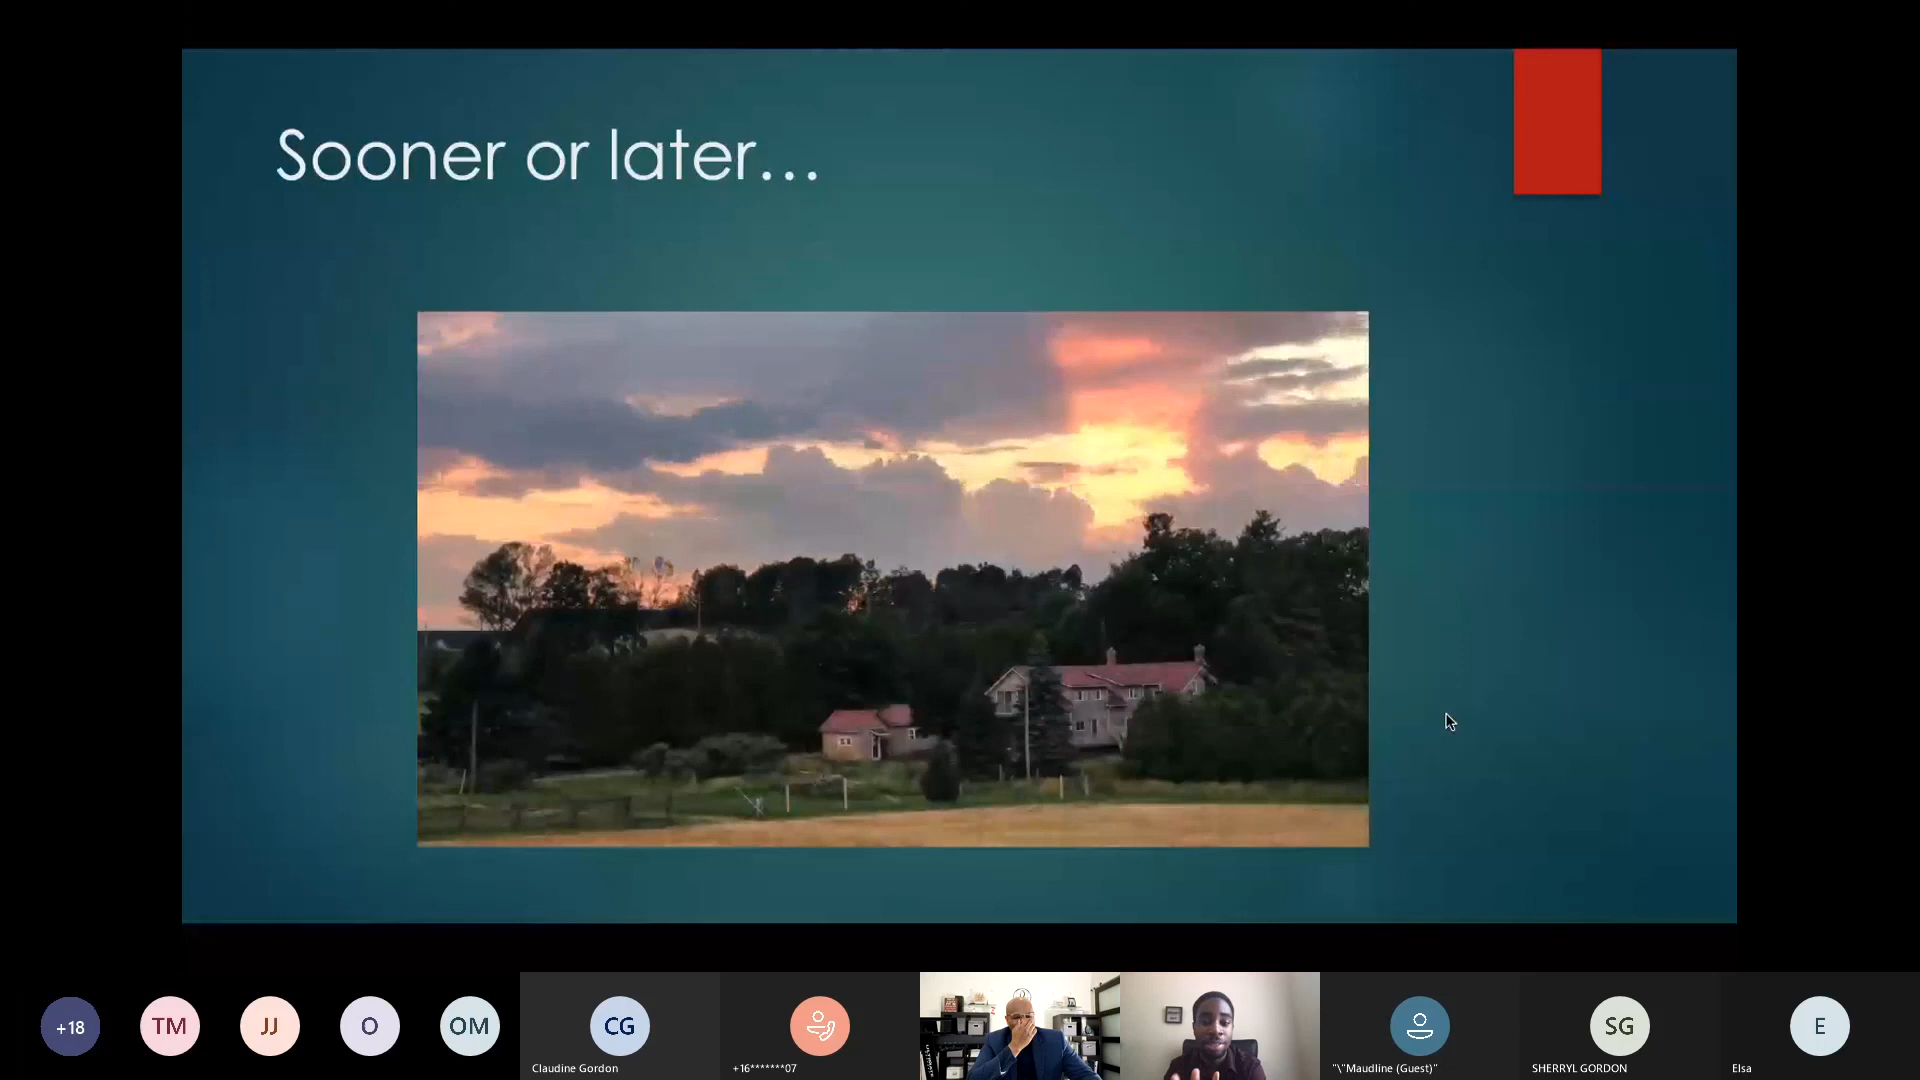 Sooner or later...
+18
TM
JJ
O
OM
CG
SG
E
Claudine Gordon
+16*******07
"\"Maudline (Guest)"
SHERRYL GORDON
Elsa